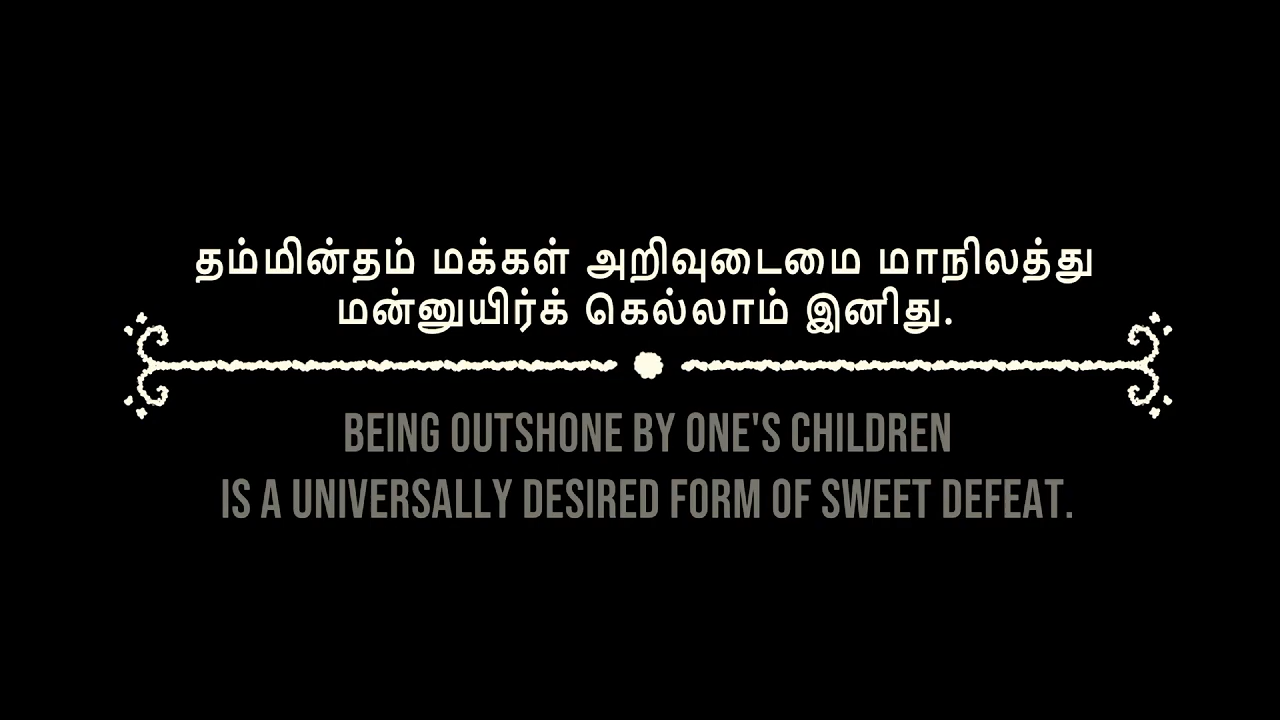 தம்மின்தம் மக்கள் அறிவுடைமை மாநிலத்து
மன்னுயிர்க் கெல்லாம் இனிது.
BEING OUTSHONE BY ONE'S CHILDREN
IS A UNIVERSALLY DESIRED FORM OF SWEET DEFEAT.